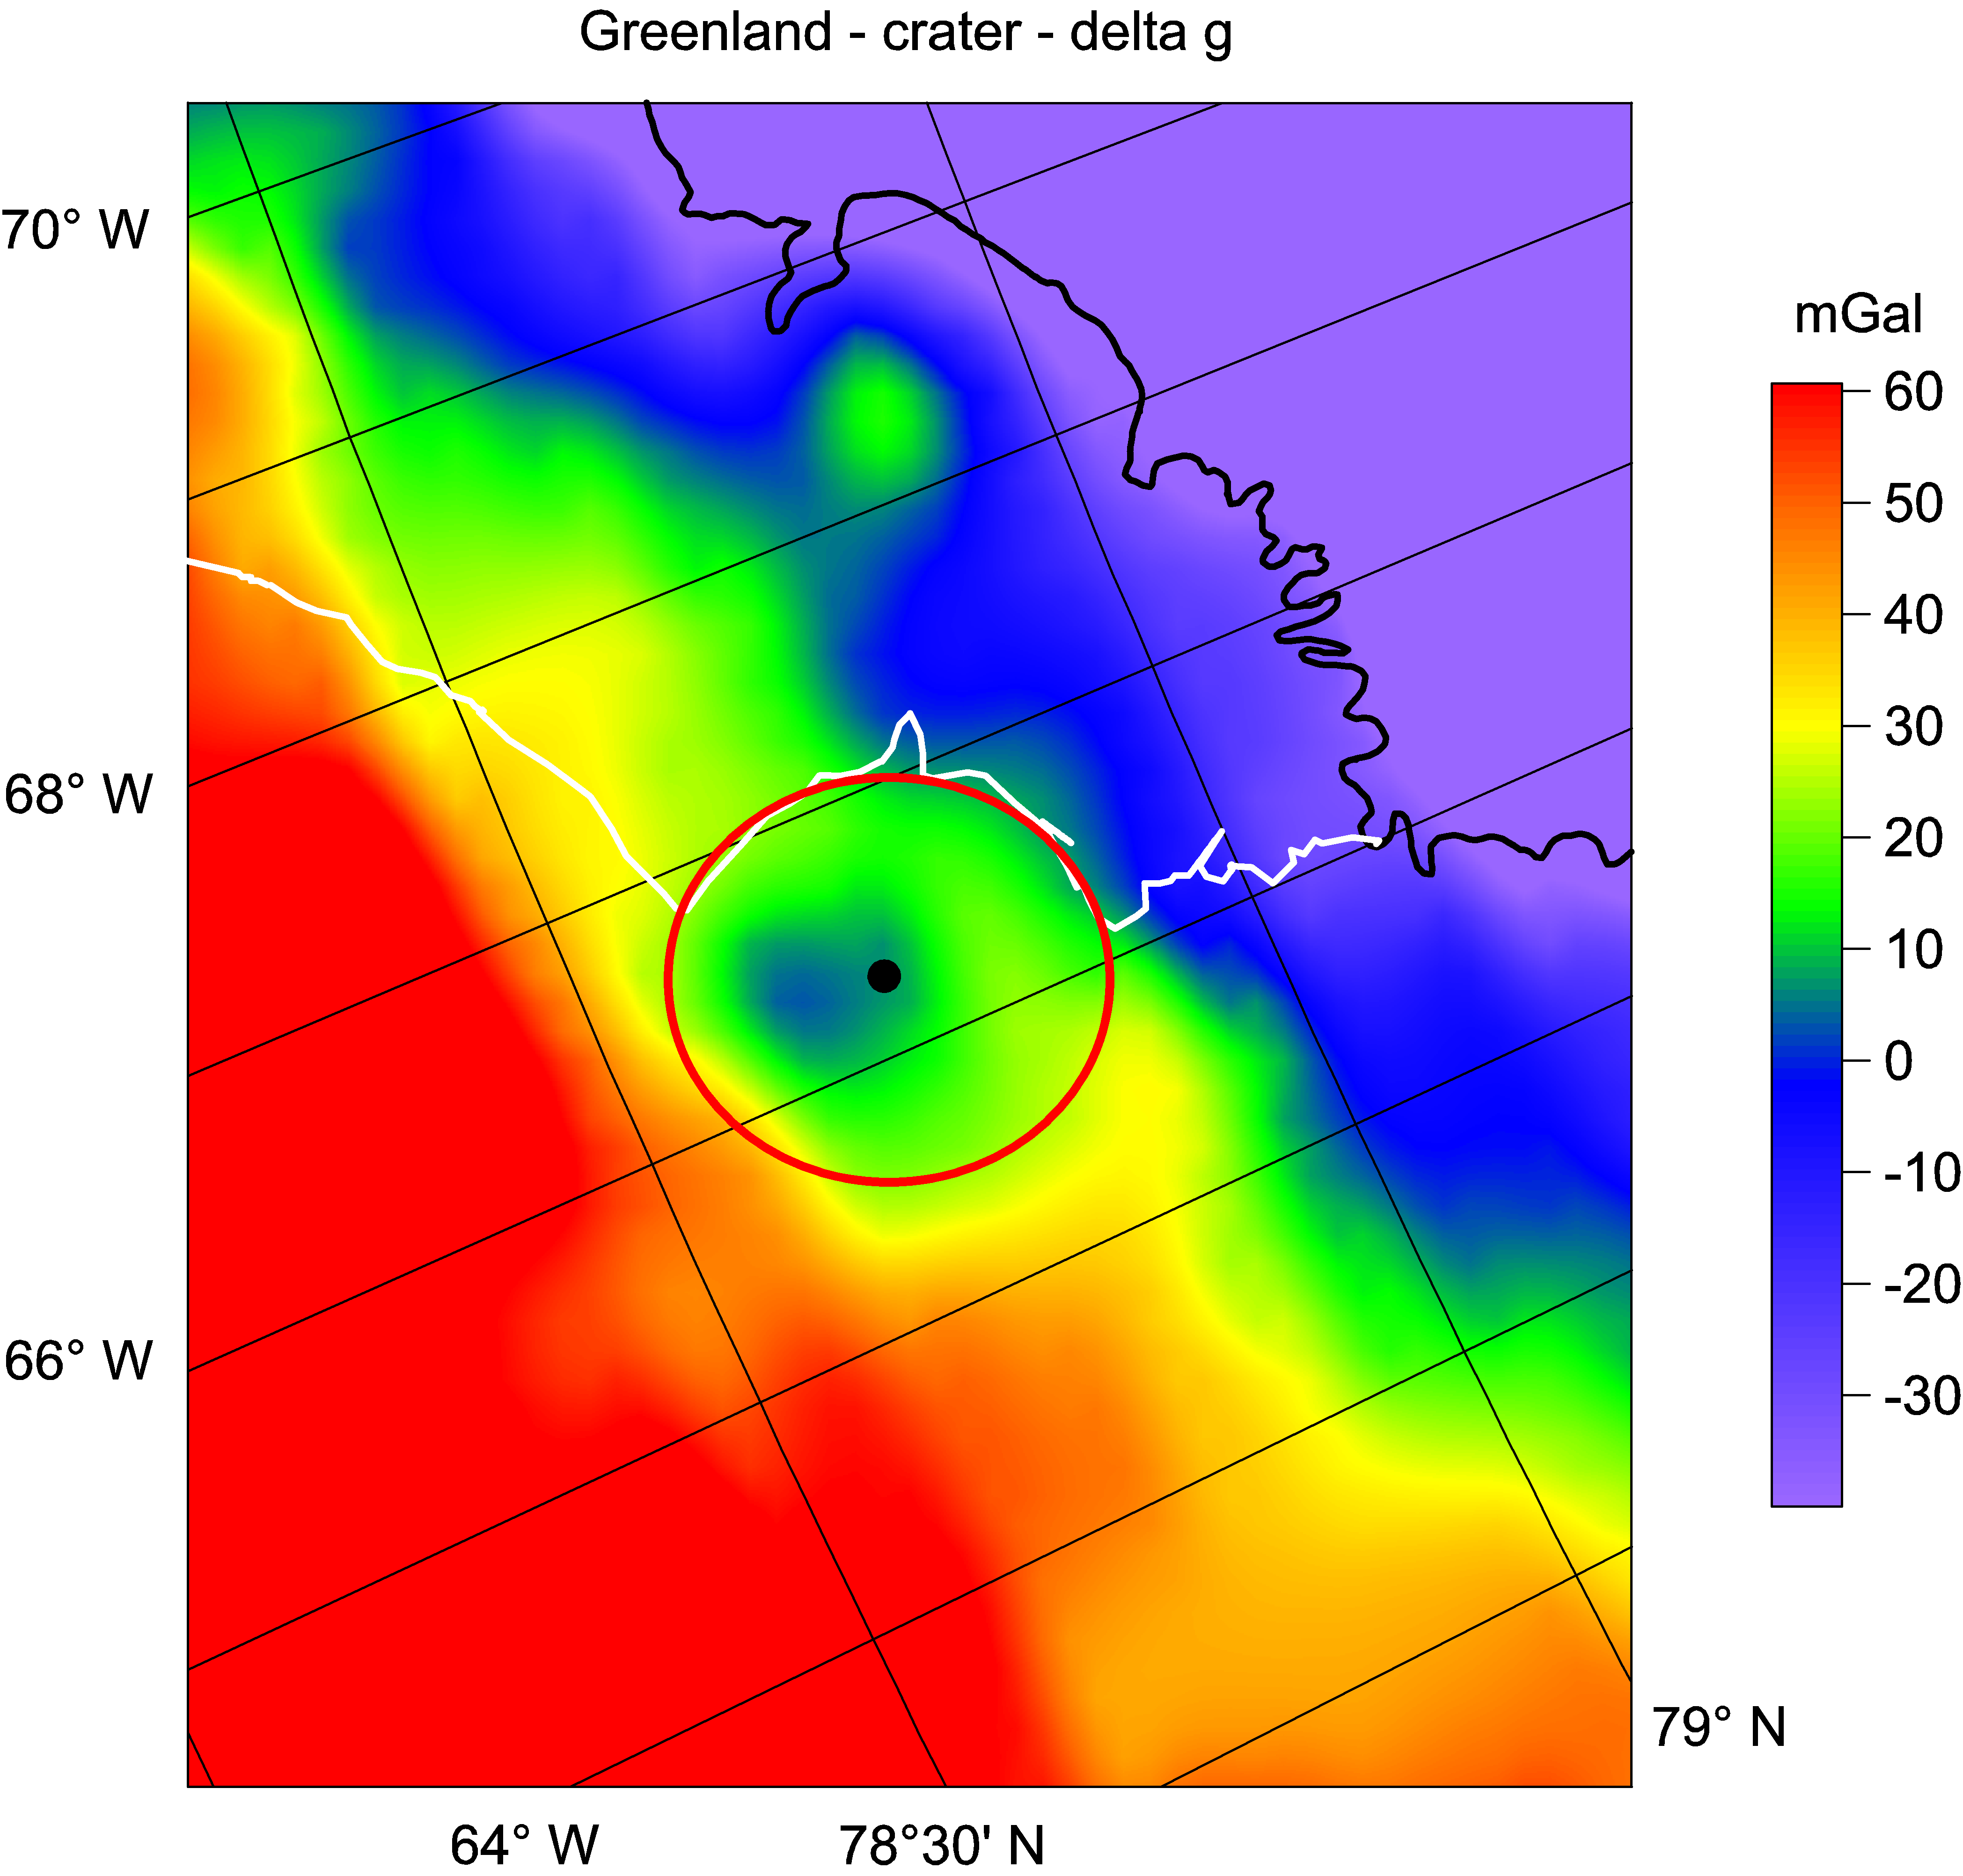 Greenland - crater - delta g
70° W
mGal
60
50
40
30
20
10
0
-10
-20
-30
68° W
66° W
79° N
64° W
78°30' N